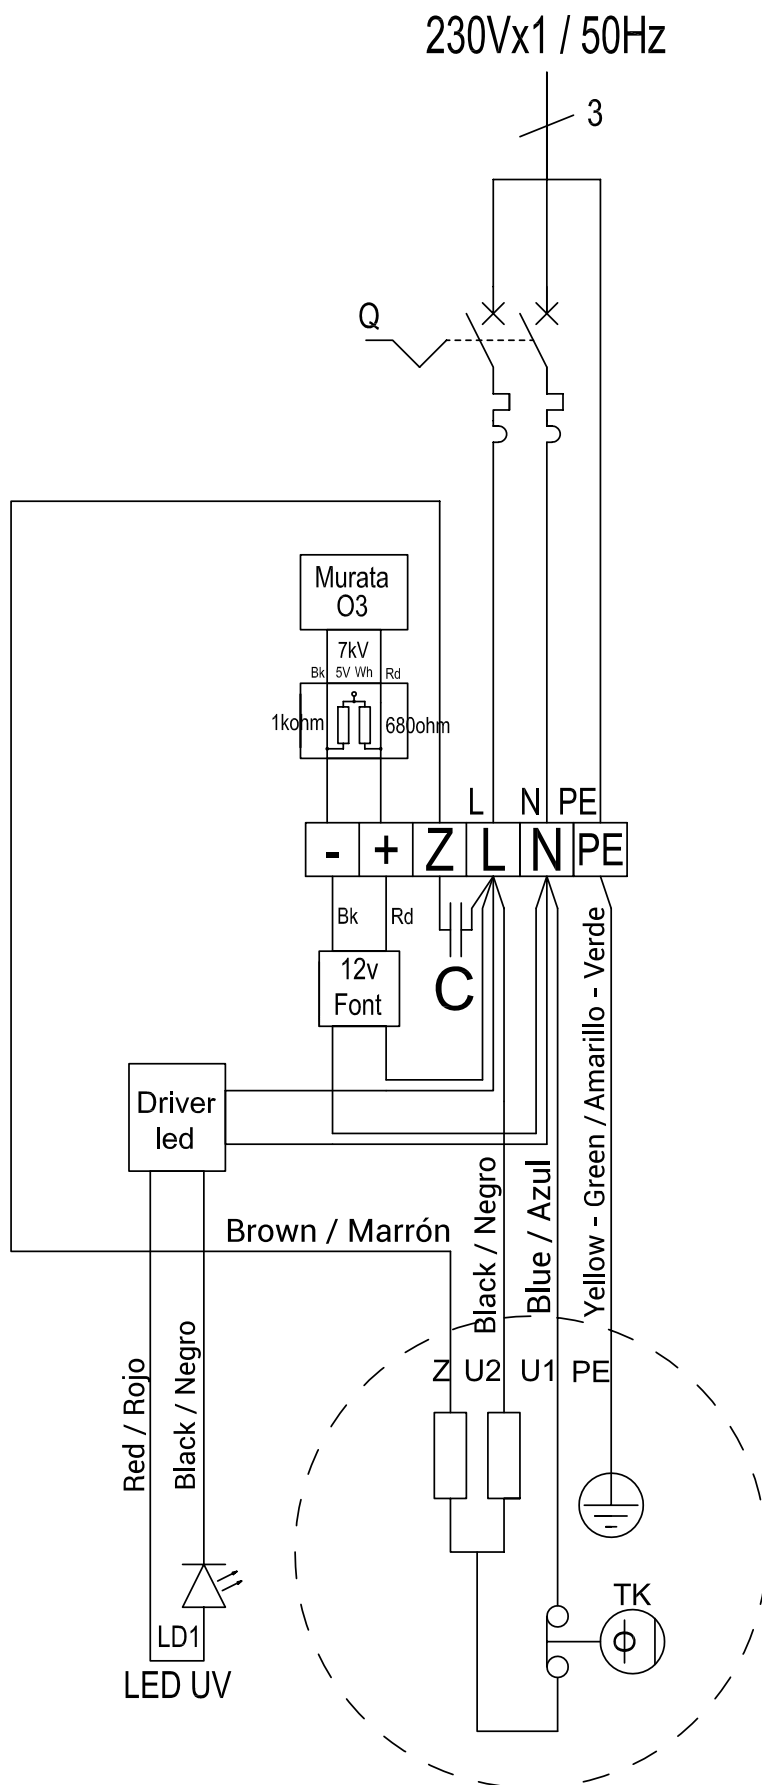 230Vx1 / 50Hz
3
Q
Murata
O3
7kV
Bk 5V Wh Rd
1kohm 680ohm
L N PE
- + Z L N PE
Bk Rd
C
12v
Font
Driver
led
Brown / Marrón
Black / Negro
Blue / Azul
Yellow - Green / Amarillo - Verde
Red / Rojo
Black / Negro
Z U2 U1 PE
TK
LD1
LED UV